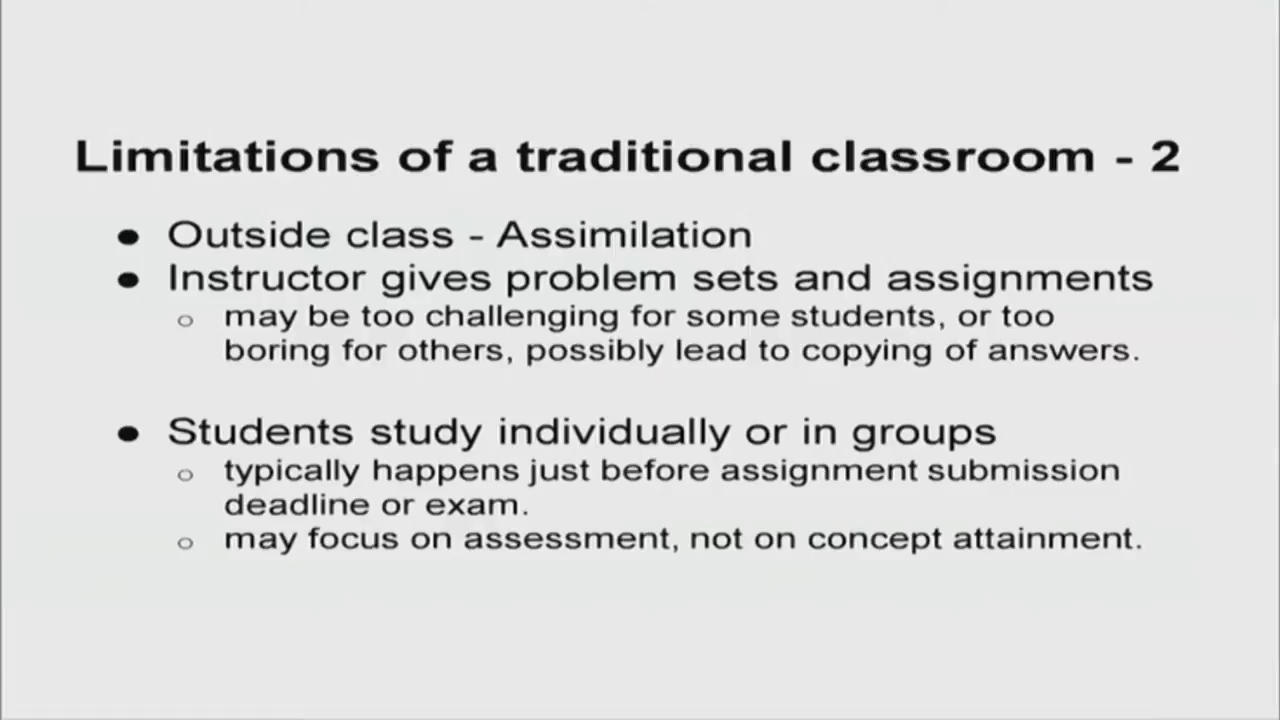 Limitations of a traditional classroom - 2
● Outside class - Assimilation
● Instructor gives problem sets and assignments
○ may be too challenging for some students, or too
boring for others, possibly lead to copying of answers.
● Students study individually or in groups
○ typically happens just before assignment submission
deadline or exam.
○ may focus on assessment, not on concept attainment.